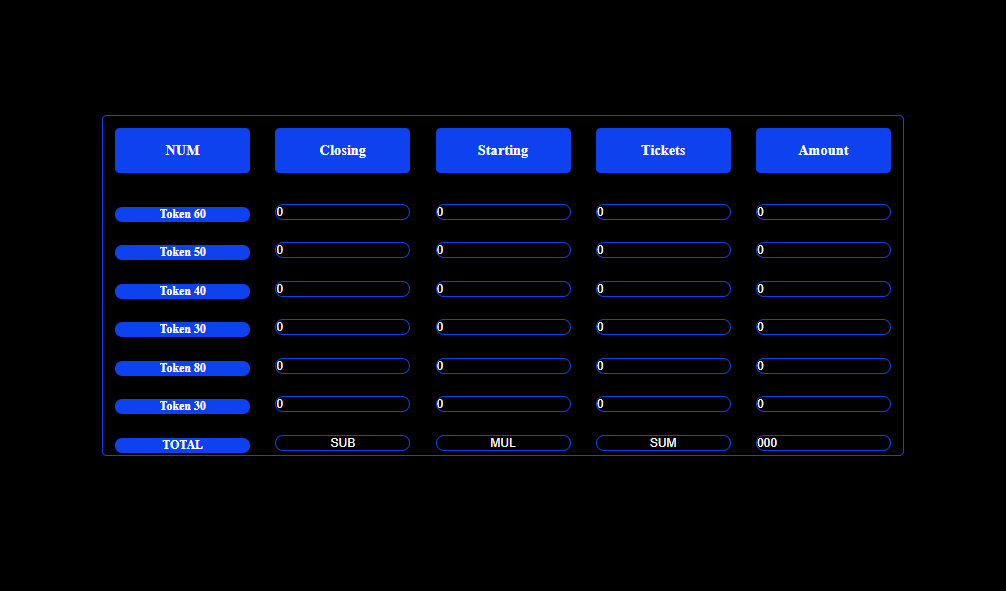 NUM Closing Starting Tickets Amount
Token 60 0 0 0 0
Token 50 0 0 0 0
Token 40 0 0 0 0
Token 30 0 0 0 0
Token 80 0 0 0 0
Token 30 0 0 0 0
TOTAL SUB MUL SUM 000